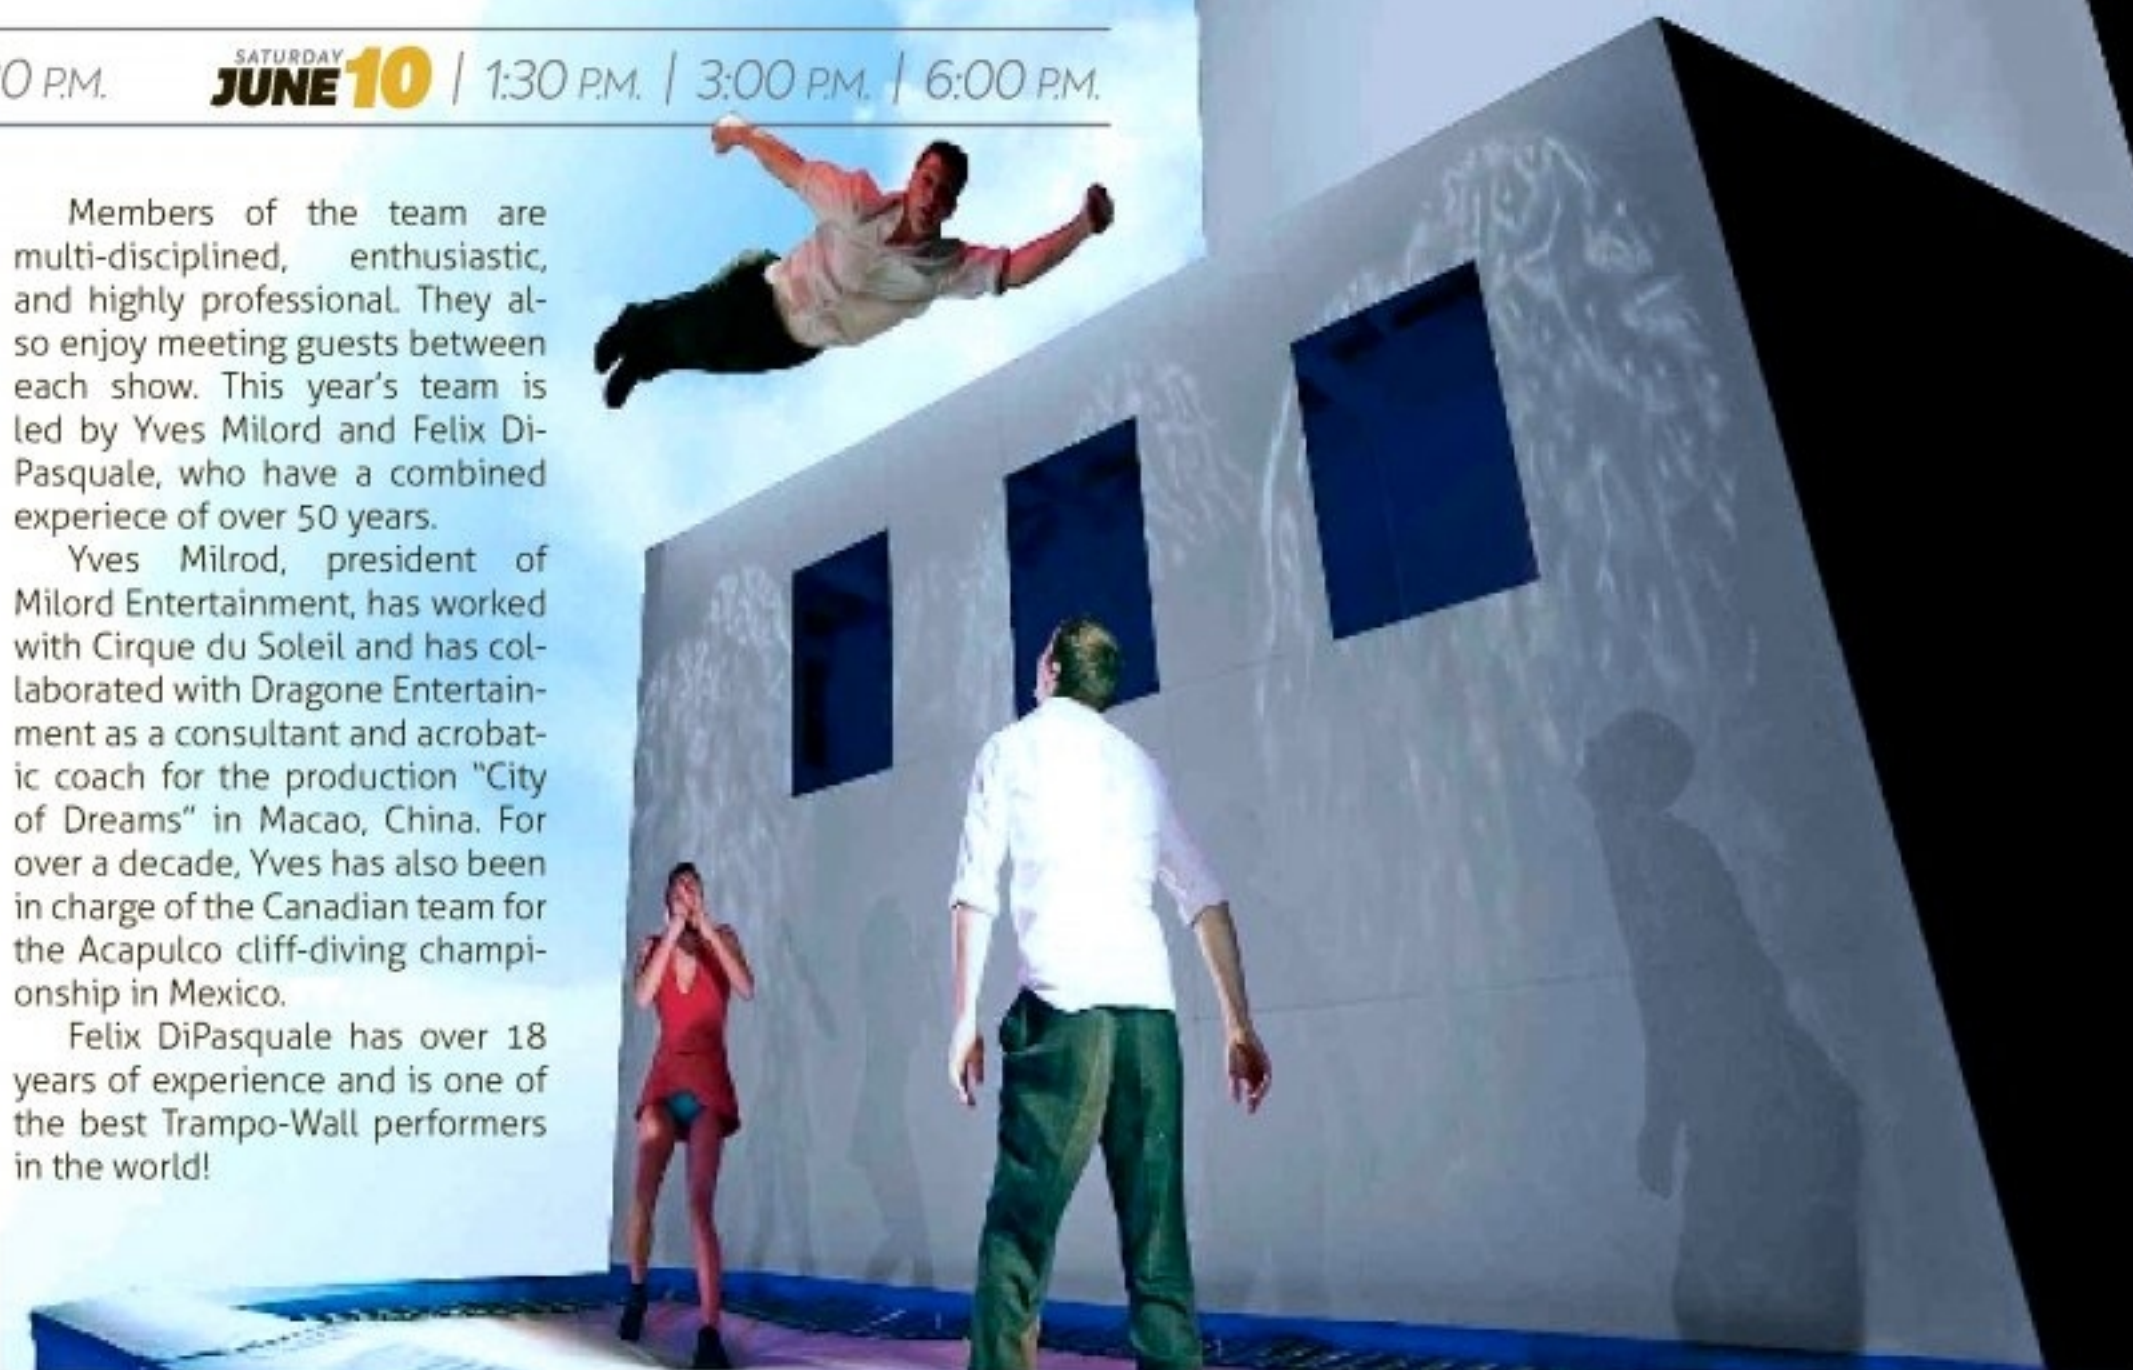 0 P.M. SATURDAY JUNE 10 | 1:30 P.M. | 3:00 P.M. | 6:00 P.M.
Members of the team are
multi-disciplined, enthusiastic,
and highly professional. They al-
so enjoy meeting guests between
each show. This year's team is
led by Yves Milord and Felix Di-
Pasquale, who have a combined
experiece of over 50 years.
Yves Milrod, president of
Milord Entertainment, has worked
with Cirque du Soleil and has col-
laborated with Dragone Entertain-
ment as a consultant and acrobat-
ic coach for the production "City
of Dreams" in Macao, China. For
over a decade, Yves has also been
in charge of the Canadian team for
the Acapulco cliff-diving champi-
onship in Mexico.
Felix DiPasquale has over 18
years of experience and is one of
the best Trampo-Wall performers
in the world!